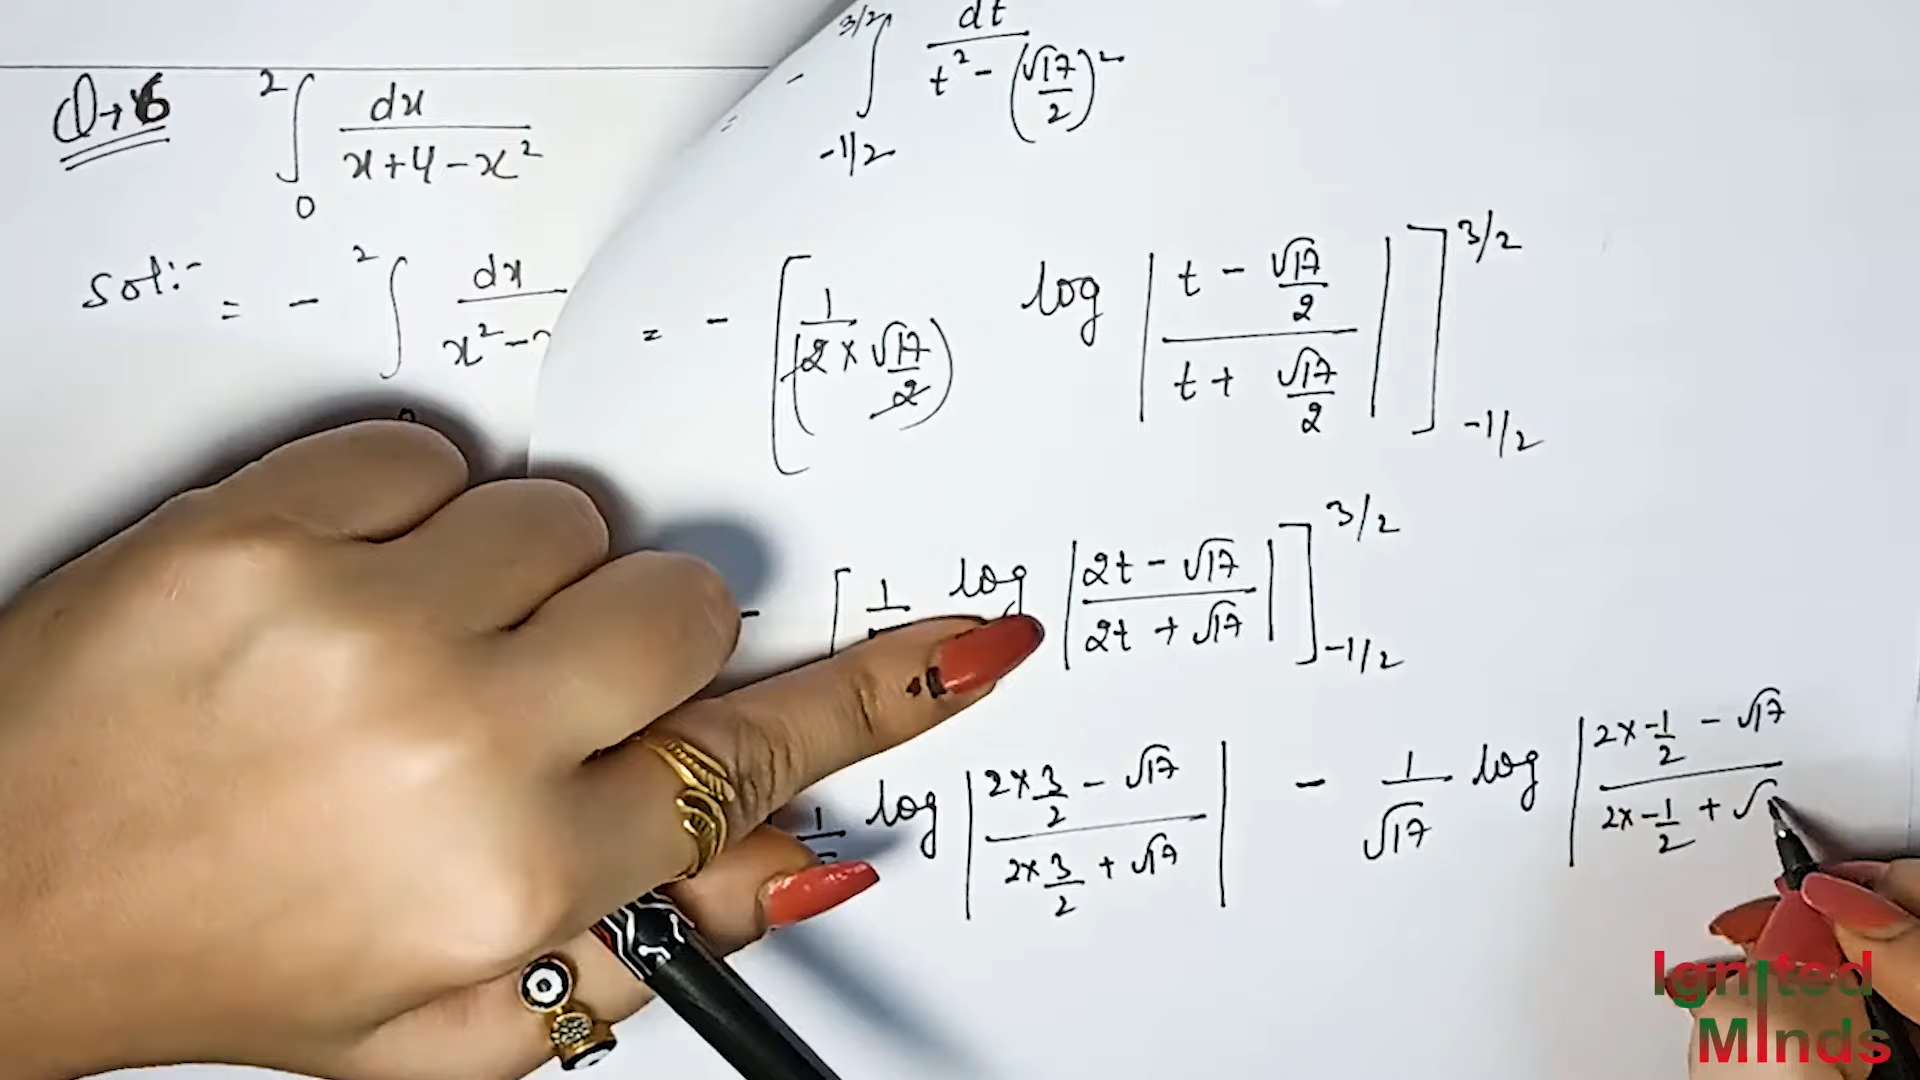 Q→6 ∫₀² dx / (x+4-x²)
Sol:- = - ∫² dx / (x² -
= - ∫_{-1/2}^{3/2} dt / (t² - (√17/2)²)
= - [ 1/(2 × √17/2) log | (t - √17/2) / (t + √17/2) | ]_{-1/2}^{3/2}
- [ 1/ log | (2t - √17) / (2t + √17) | ]_{-1/2}^{3/2}
1/ log | (2×3/2 - √17) / (2×3/2 + √17) | - 1/√17 log | (2×-1/2 - √17) / (2×-1/2 + √
Ignited
Minds